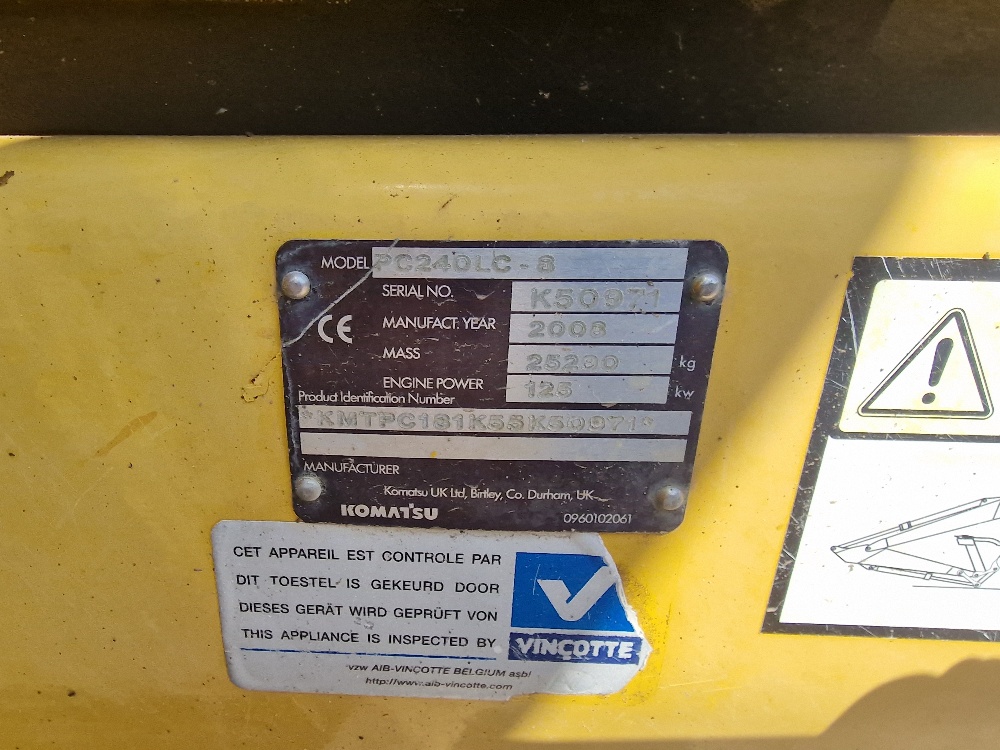 MODEL PC240LC-8
SERIAL NO. K50971
CE MANUFACT. YEAR 2008
MASS 25290 kg
ENGINE POWER 125 kw
Product Identification Number
*KMTPC181K55K50971*
MANUFACTURER
Komatsu UK Ltd, Birtley, Co. Durham, UK
KOMATSU 0960102061
CET APPAREIL EST CONTROLE PAR
DIT TOESTEL IS GEKEURD DOOR
DIESES GERÄT WIRD GEPRÜFT VON
THIS APPLIANCE IS INSPECTED BY
VINÇOTTE
vzw AIB-VINÇOTTE BELGIUM asbl
http://www.aib-vincotte.com